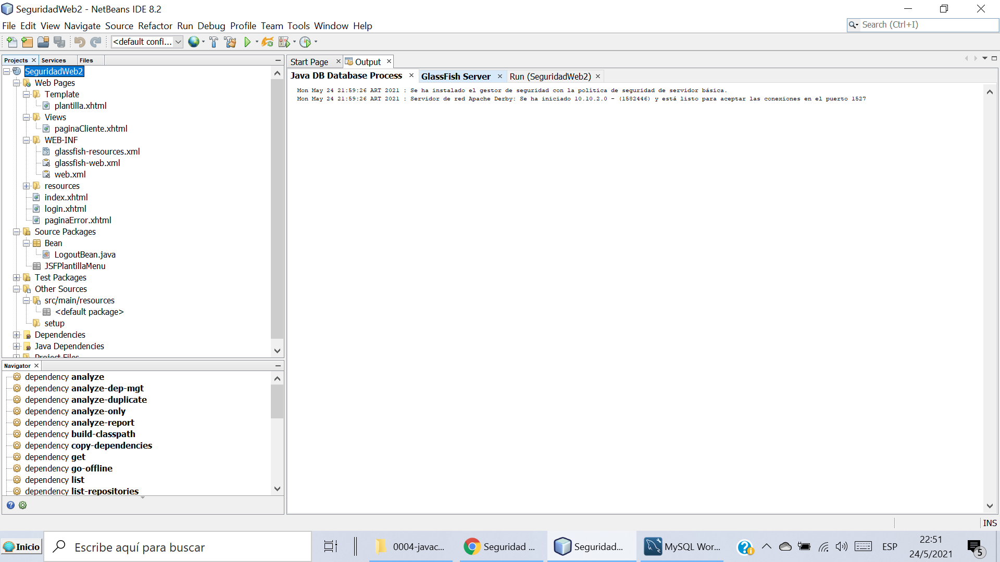 SeguridadWeb2 - NetBeans IDE 8.2
File Edit View Navigate Source Refactor Run Debug Profile Team Tools Window Help
Search (Ctrl+I)
<default confi...
Projects Services Files
SeguridadWeb2
Web Pages
Template
plantilla.xhtml
Views
paginaCliente.xhtml
WEB-INF
glassfish-resources.xml
glassfish-web.xml
web.xml
resources
index.xhtml
login.xhtml
paginaError.xhtml
Source Packages
Bean
LogoutBean.java
JSFPlantillaMenu
Test Packages
Other Sources
src/main/resources
<default package>
setup
Dependencies
Java Dependencies
Project Files
Navigator
dependency analyze
dependency analyze-dep-mgt
dependency analyze-duplicate
dependency analyze-only
dependency analyze-report
dependency build-classpath
dependency copy-dependencies
dependency get
dependency go-offline
dependency list
dependency list-repositories
Start Page Output
Java DB Database Process GlassFish Server Run (SeguridadWeb2)
Mon May 24 21:59:26 ART 2021 : Se ha instalado el gestor de seguridad con la política de seguridad de servidor básica.
Mon May 24 21:59:26 ART 2021 : Servidor de red Apache Derby: Se ha iniciado 10.10.2.0 - (1582446) y está listo para aceptar las conexiones en el puerto 1527
INS
Inicio
Escribe aquí para buscar
0004-javac...
Seguridad ...
Seguridad...
MySQL Wor...
ESP
22:51
24/5/2021
5